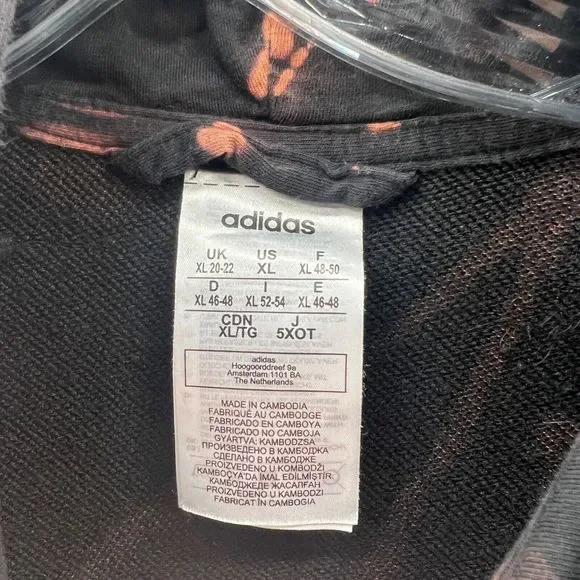 adidas
UK US F
XL 20-22 XL XL 48-50
D I E
XL 46-48 XL 52-54 XL 46-48
CDN J
XL/TG 5XOT
adidas
Hoogoorddreef 9a
Amsterdam 1101 BA
The Netherlands
MADE IN CAMBODIA
FABRIQUÉ AU CAMBODGE
FABRICADO EN CAMBOYA
FABRICADO NO CAMBOJA
GYÁRTVA: KAMBODZSA
ПРОИЗВЕДЕНО В КАМБОДЖА
СДЕЛАНО В КАМБОДЖЕ
PROIZVEDENO U KOMBODŽI
KAMBOÇYA'DA İMAL EDİLMİŞTİR
КАМБОДЖЕДЕ ЖАСАЛҒАН
PROIZVEDENO U KAMBODŽI
FABRICAT ÎN CAMBOGIA